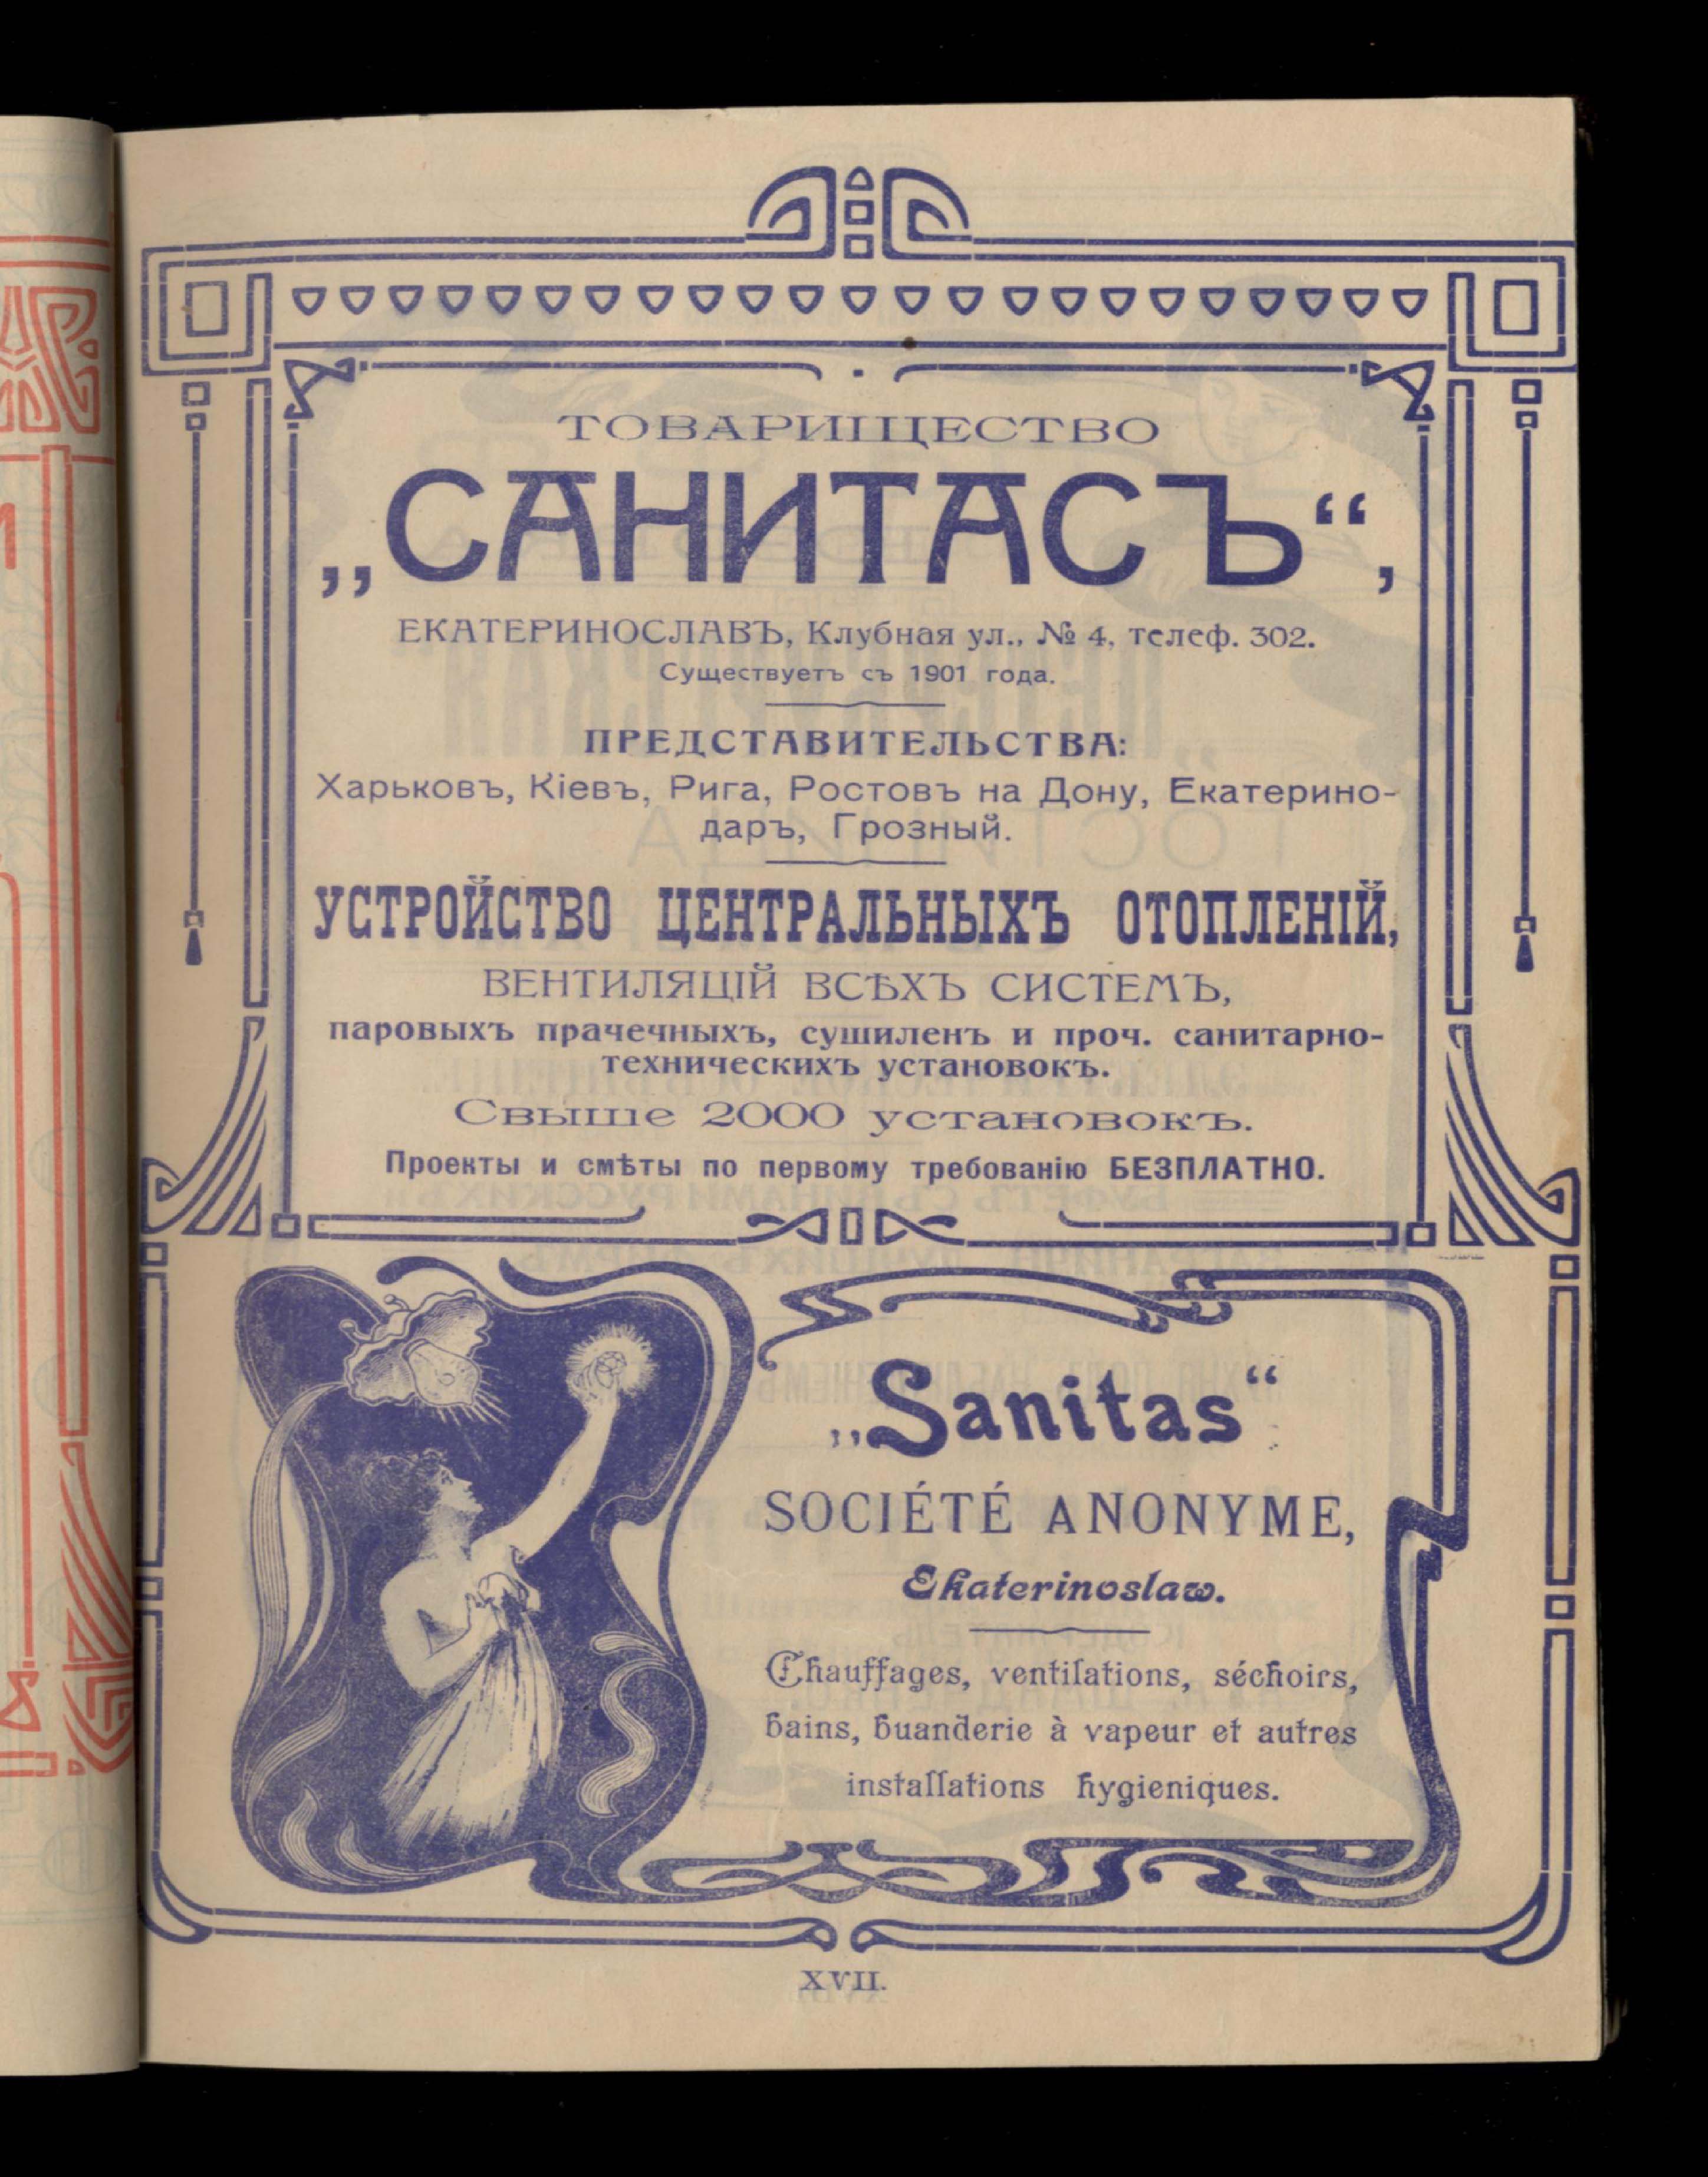 ТОВАРИЩЕСТВО
„САНИТАСЪ“,
ЕКАТЕРИНОСЛАВЪ, Клубная ул., № 4, телеф. 302.
Существуетъ съ 1901 года.
ПРЕДСТАВИТЕЛЬСТВА:
Харьковъ, Кіевъ, Рига, Ростовъ на Дону, Екатерино-
даръ, Грозный.
УСТРОЙСТВО ЦЕНТРАЛЬНЫХЪ ОТОПЛЕНІЙ,
ВЕНТИЛЯЦІЙ ВСѢХЪ СИСТЕМЪ,
паровыхъ прачечныхъ, сушиленъ и проч. санитарно-
техническихъ установокъ.
Свыше 2000 установокъ.
Проекты и смѣты по первому требованію БЕЗПЛАТНО.
„Sanitas“
SOCIÉTÉ ANONYME,
Ekaterinoslaw.
Chauffages, ventilations, séchoirs,
bains, buanderie à vapeur et autres
installations hygieniques.
XVII.